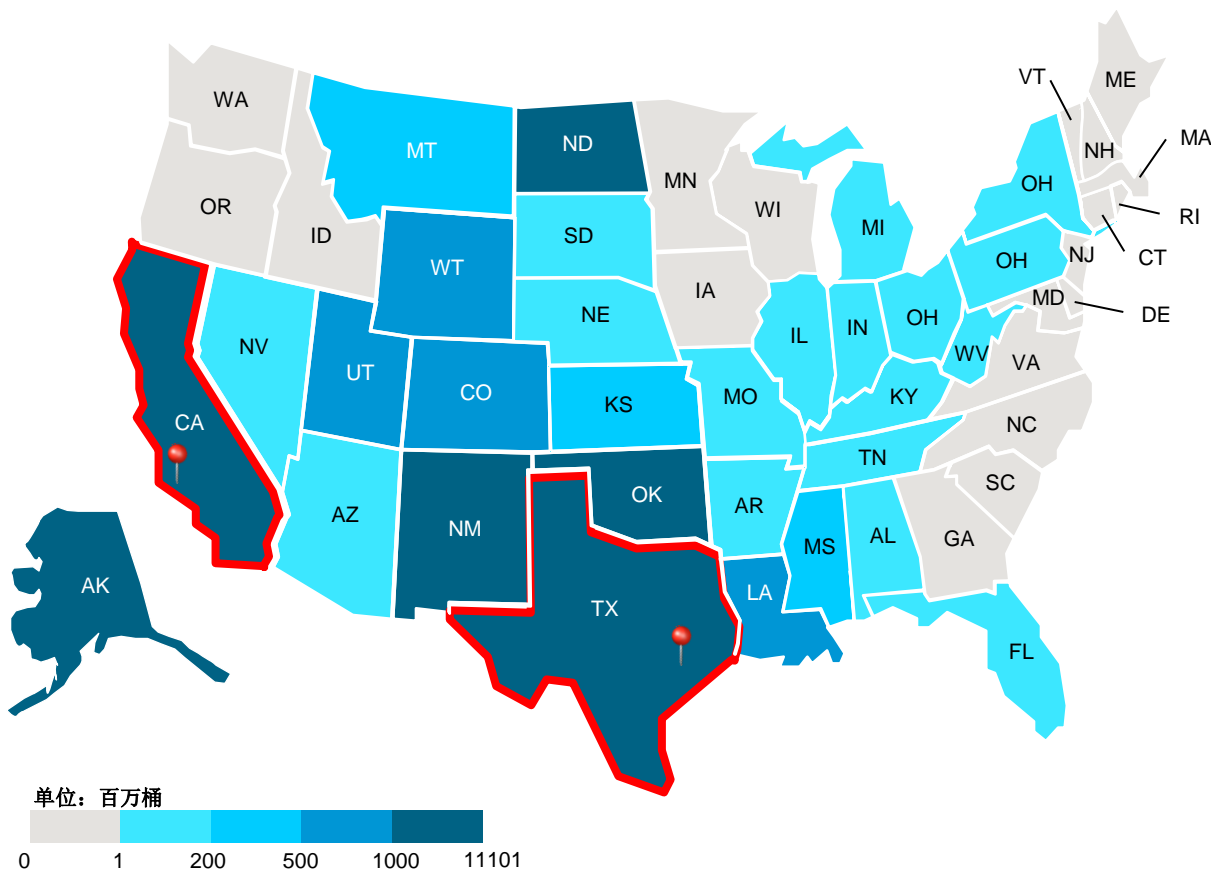 ME
VT
WA
MA
NH
ND
MT
MN
OH
OR
WI
RI
MI
ID
SD
NJ
CT
OH
WT
IA
MD
DE
NE
OH
IN
IL
NV
WV
VA
UT
CO
KY
MO
KS
CA
NC
TN
SC
OK
AR
AZ
NM
AL
GA
MS
AK
LA
TX
FL
单位：百万桶
0 1 200 500 1000 11101